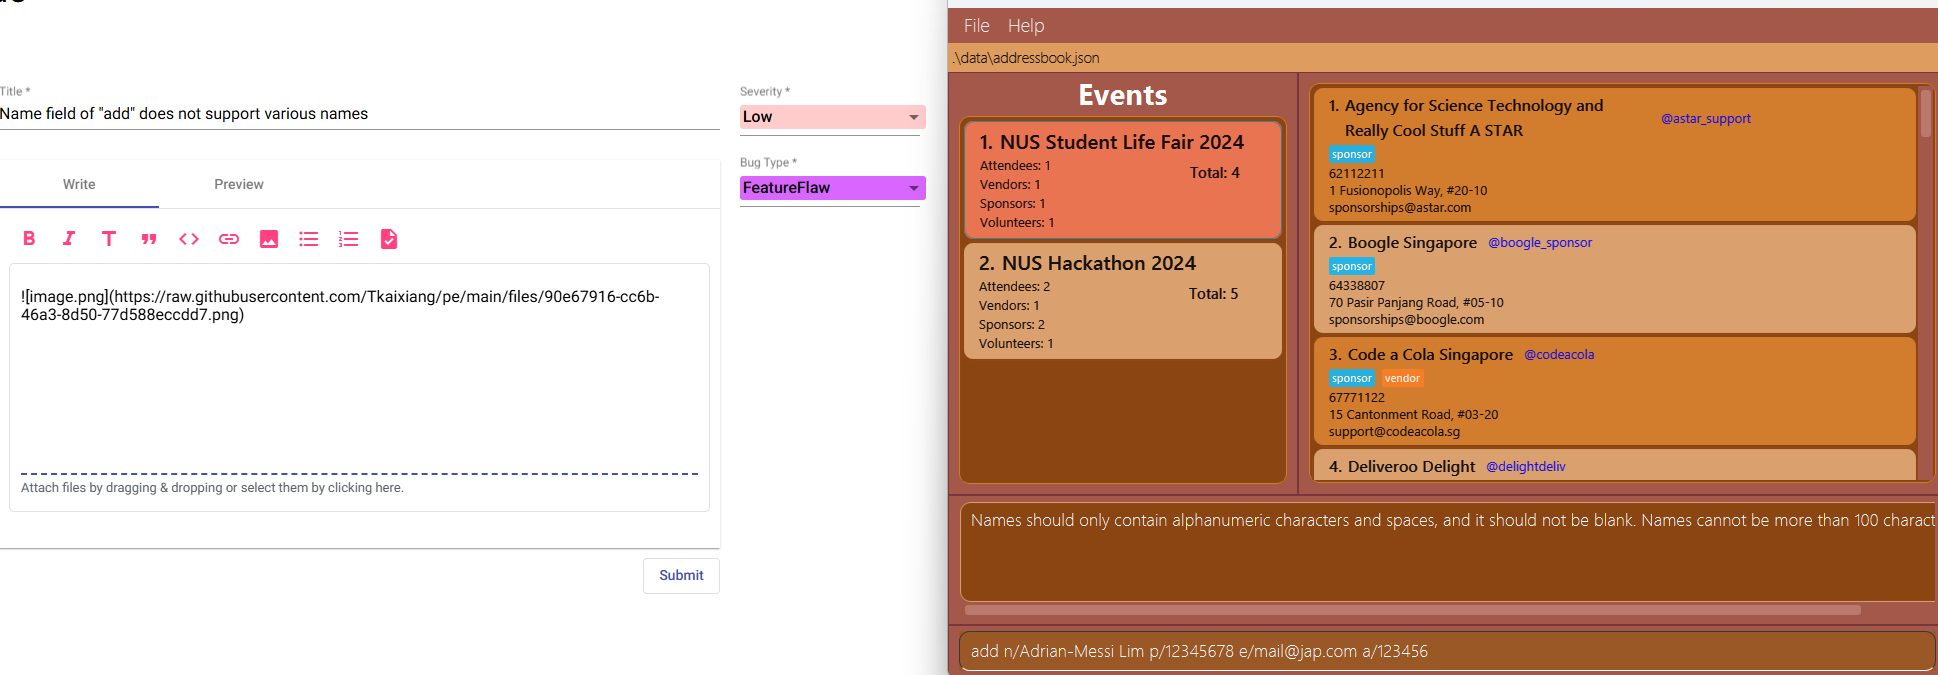 Title *
Name field of "add" does not support various names
Severity *
Low
Bug Type *
FeatureFlaw
Write
Preview
![image.png](https://raw.githubusercontent.com/Tkaixiang/pe/main/files/90e67916-cc6b-
46a3-8d50-77d588eccdd7.png)
Attach files by dragging & dropping or select them by clicking here.
Submit
File Help
.\data\addressbook.json
Events
1. NUS Student Life Fair 2024
Attendees: 1
Vendors: 1
Sponsors: 1
Volunteers: 1
Total: 4
2. NUS Hackathon 2024
Attendees: 2
Vendors: 1
Sponsors: 2
Volunteers: 1
Total: 5
1. Agency for Science Technology and
Really Cool Stuff A STAR
@astar_support
sponsor
62112211
1 Fusionopolis Way, #20-10
sponsorships@astar.com
2. Boogle Singapore @boogle_sponsor
sponsor
64338807
70 Pasir Panjang Road, #05-10
sponsorships@boogle.com
3. Code a Cola Singapore @codeacola
sponsor vendor
67771122
15 Cantonment Road, #03-20
support@codeacola.sg
4. Deliveroo Delight @delightdeliv
Names should only contain alphanumeric characters and spaces, and it should not be blank. Names cannot be more than 100 charact
add n/Adrian-Messi Lim p/12345678 e/mail@jap.com a/123456